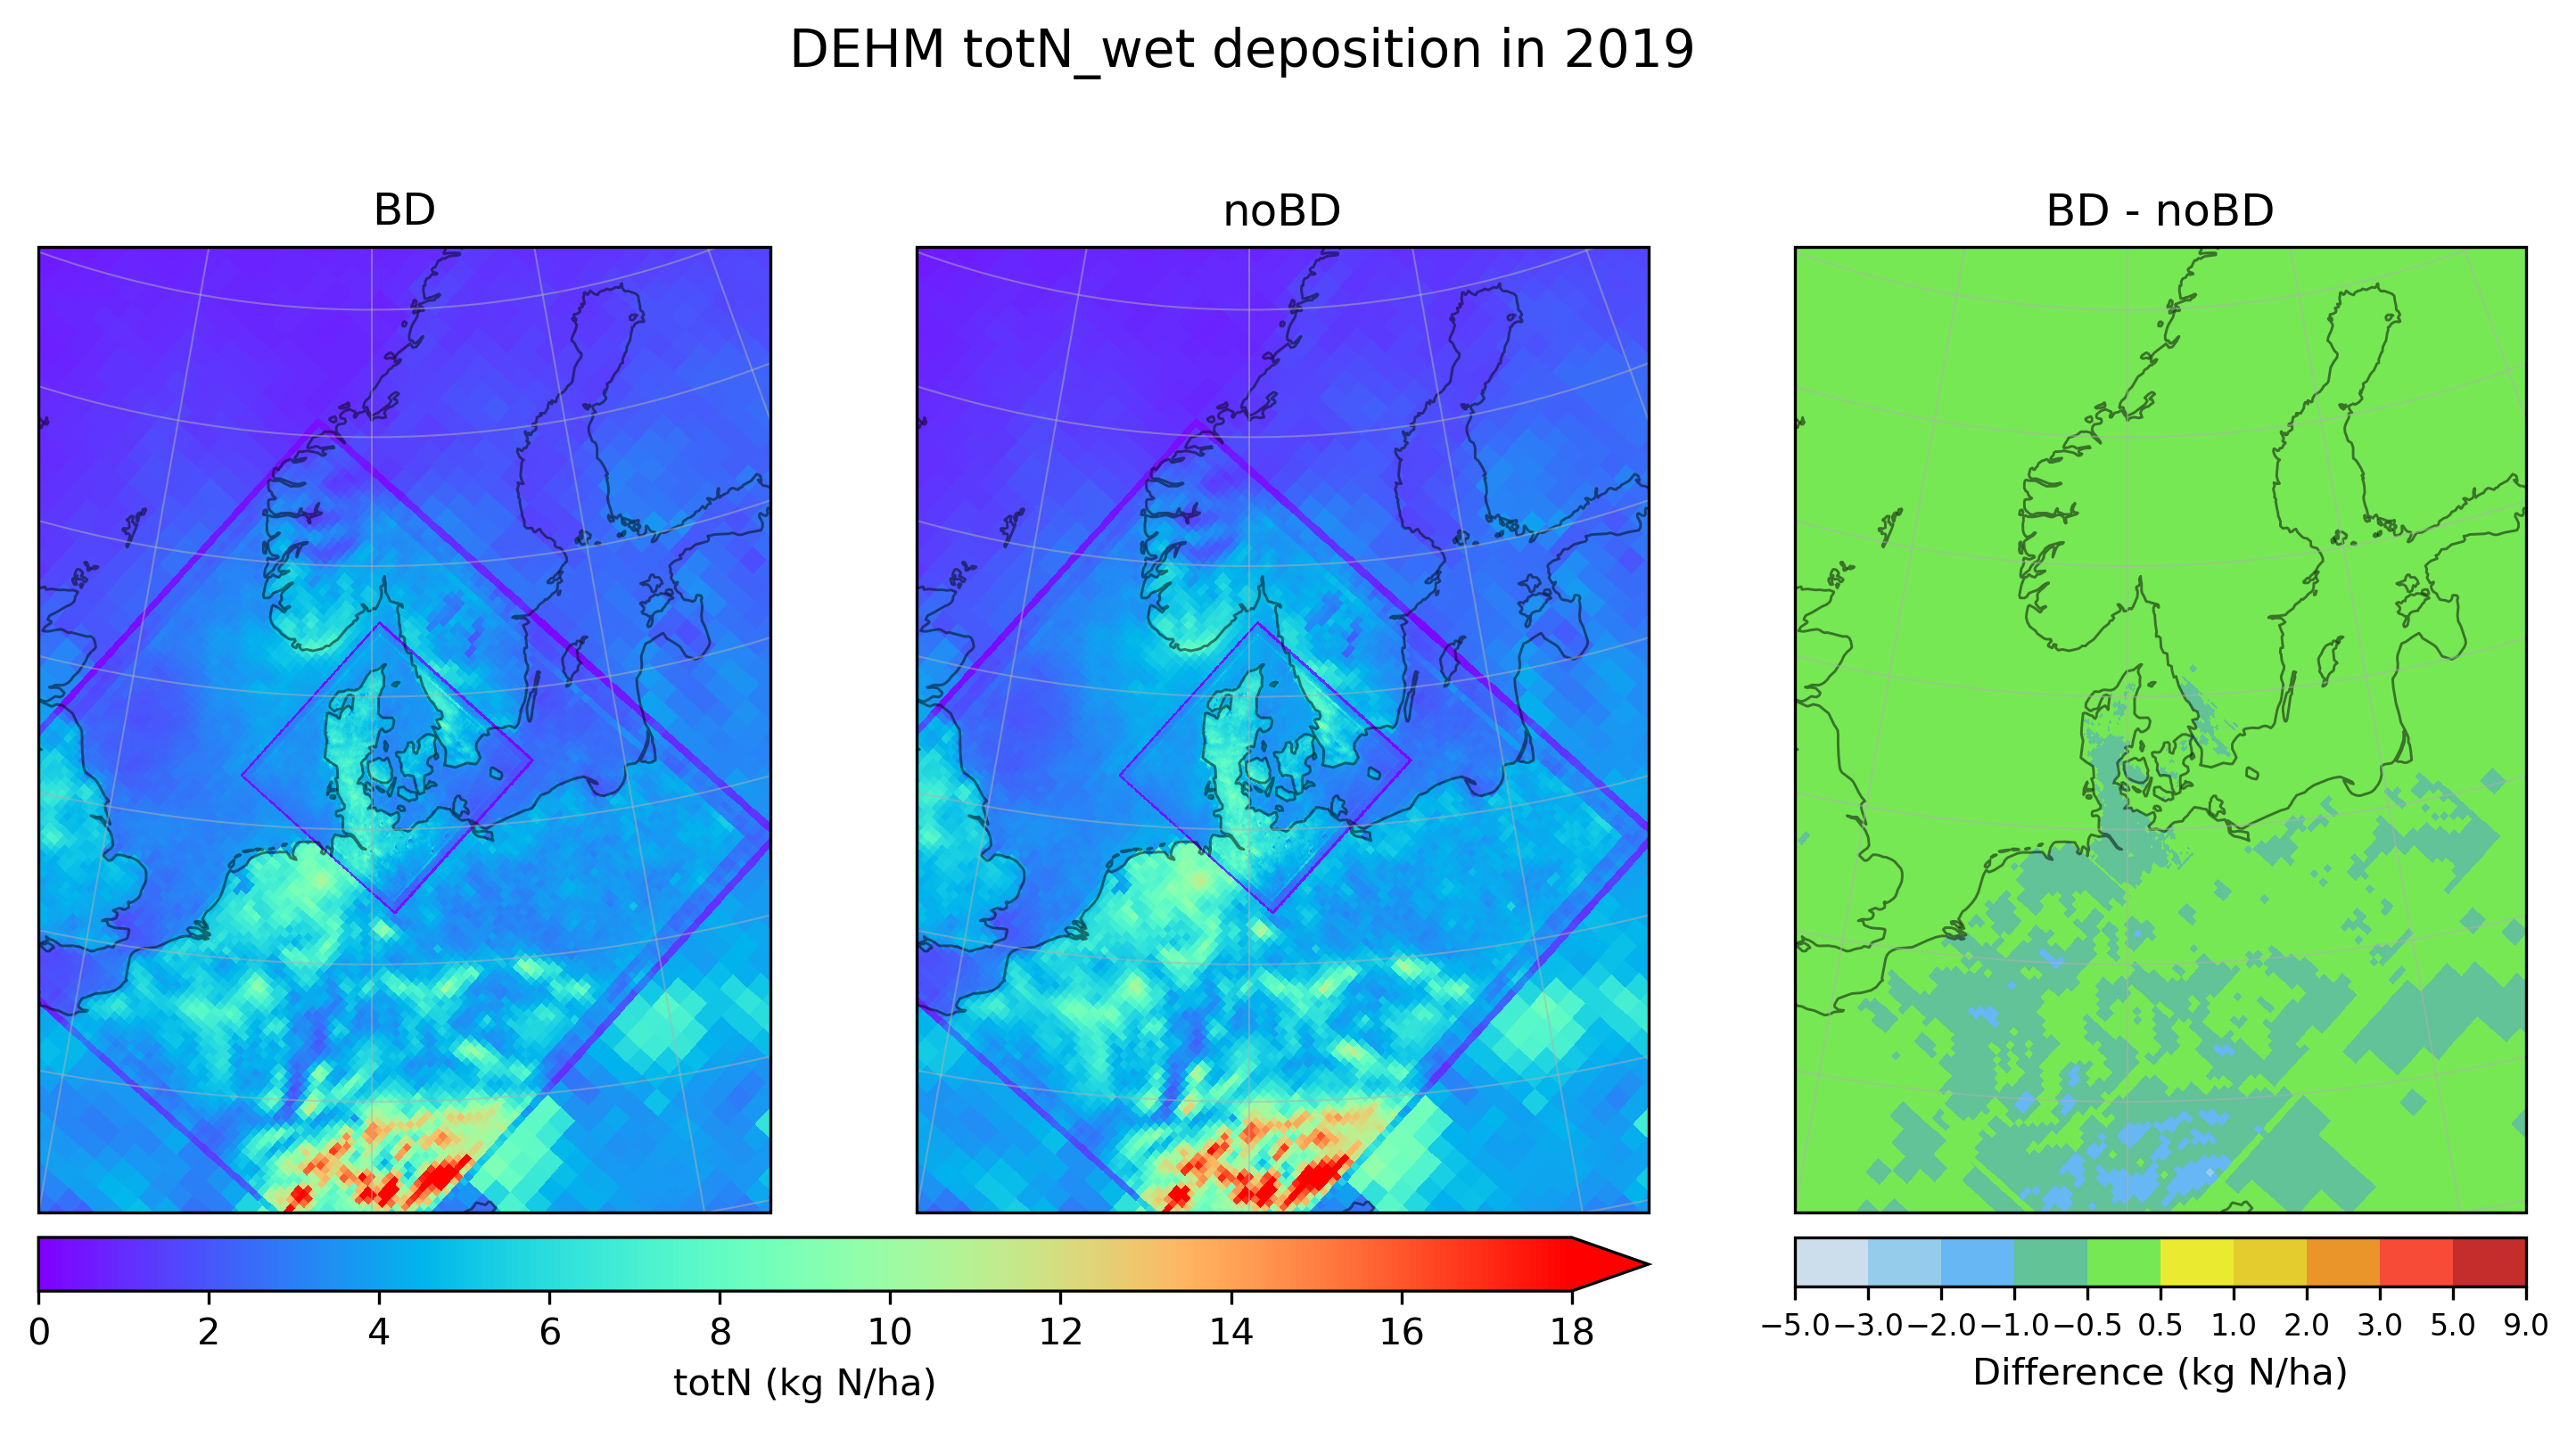 DEHM totN_wet deposition in 2019
BD
noBD
BD - noBD
0 2 4 6 8 10 12 14 16 18
totN (kg N/ha)
−5.0 −3.0 −2.0 −1.0 −0.5 0.5 1.0 2.0 3.0 5.0 9.0
Difference (kg N/ha)